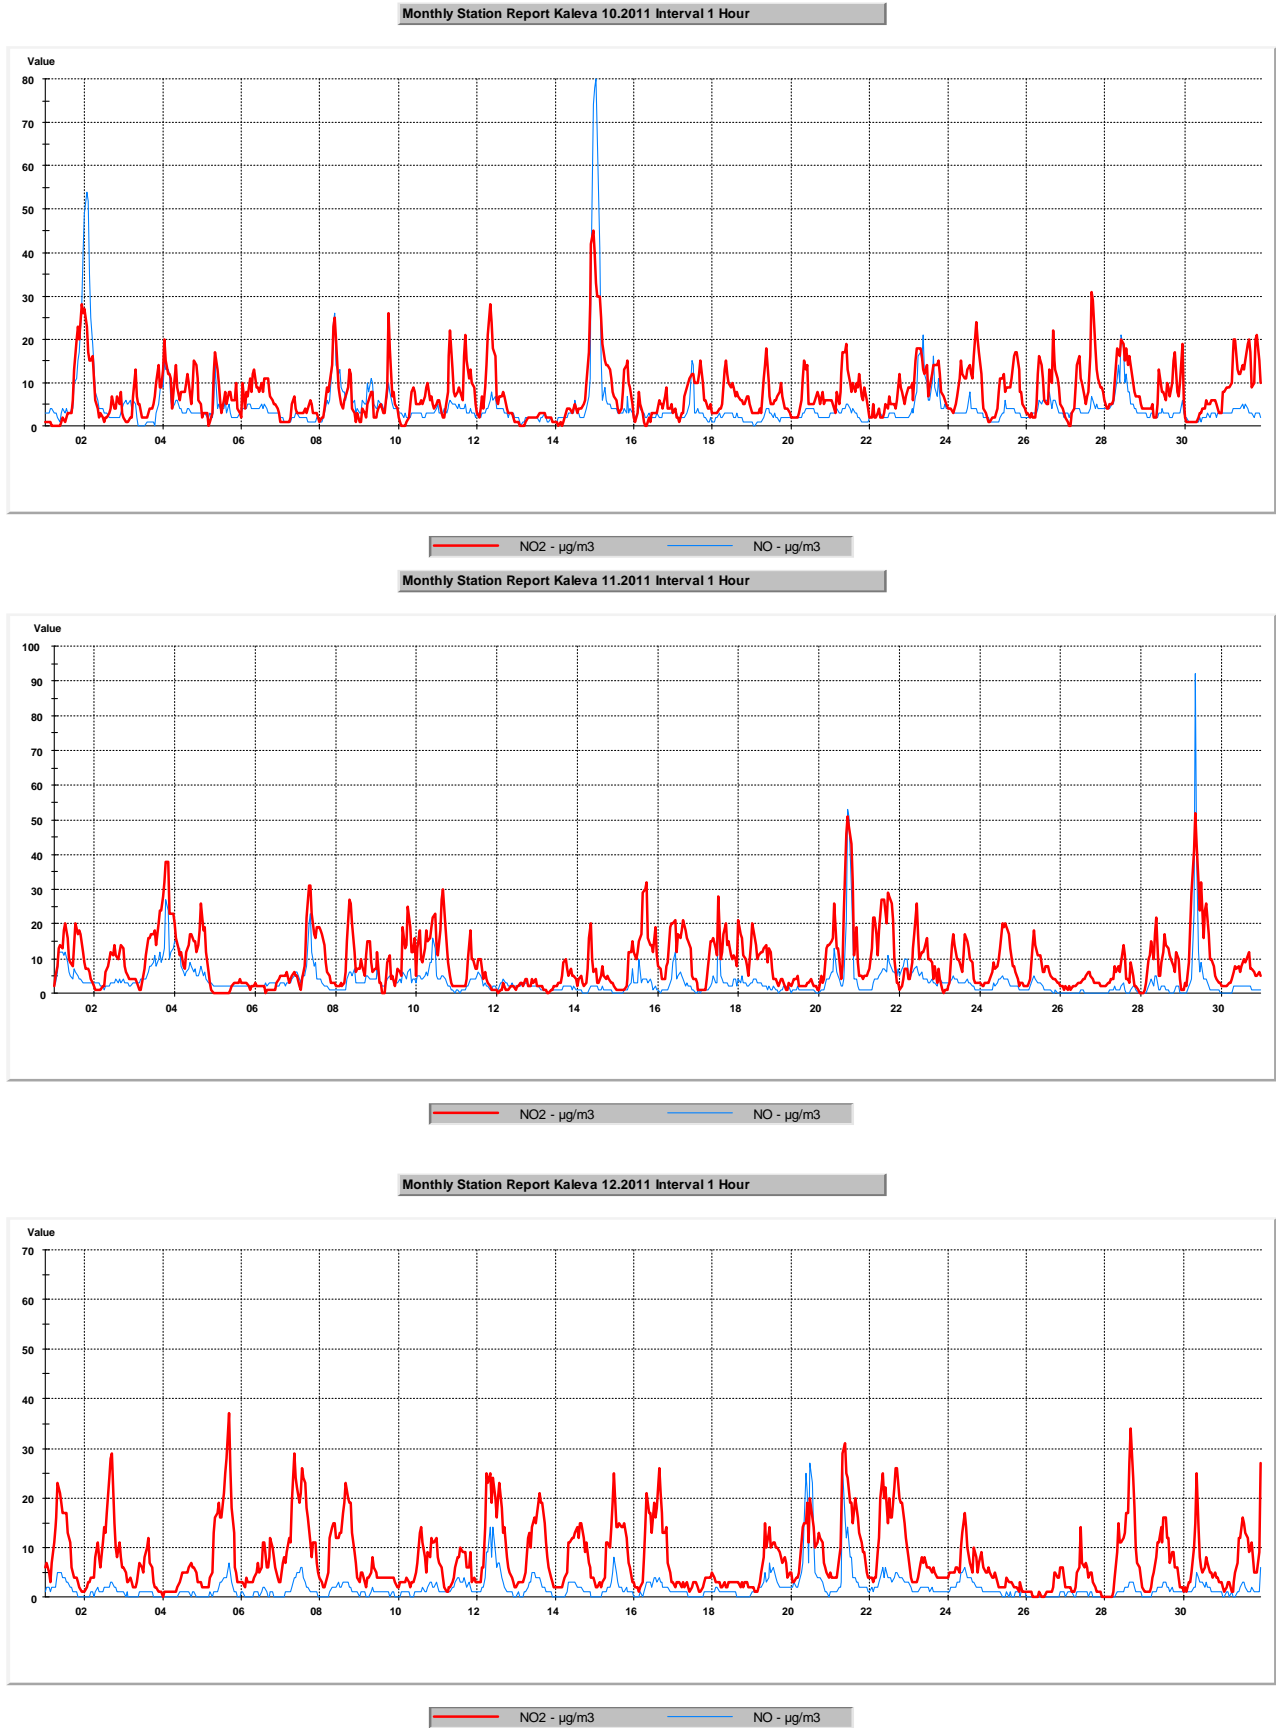 Monthly Station Report Kaleva 10.2011 Interval 1 Hour
Value
80
70
60
50
40
30
20
10
0
02 04 06 08 10 12 14 16 18 20 22 24 26 28 30
NO2 - µg/m3 NO - µg/m3
Monthly Station Report Kaleva 11.2011 Interval 1 Hour
Value
100
90
80
70
60
50
40
30
20
10
0
02 04 06 08 10 12 14 16 18 20 22 24 26 28 30
NO2 - µg/m3 NO - µg/m3
Monthly Station Report Kaleva 12.2011 Interval 1 Hour
Value
70
60
50
40
30
20
10
0
02 04 06 08 10 12 14 16 18 20 22 24 26 28 30
NO2 - µg/m3 NO - µg/m3